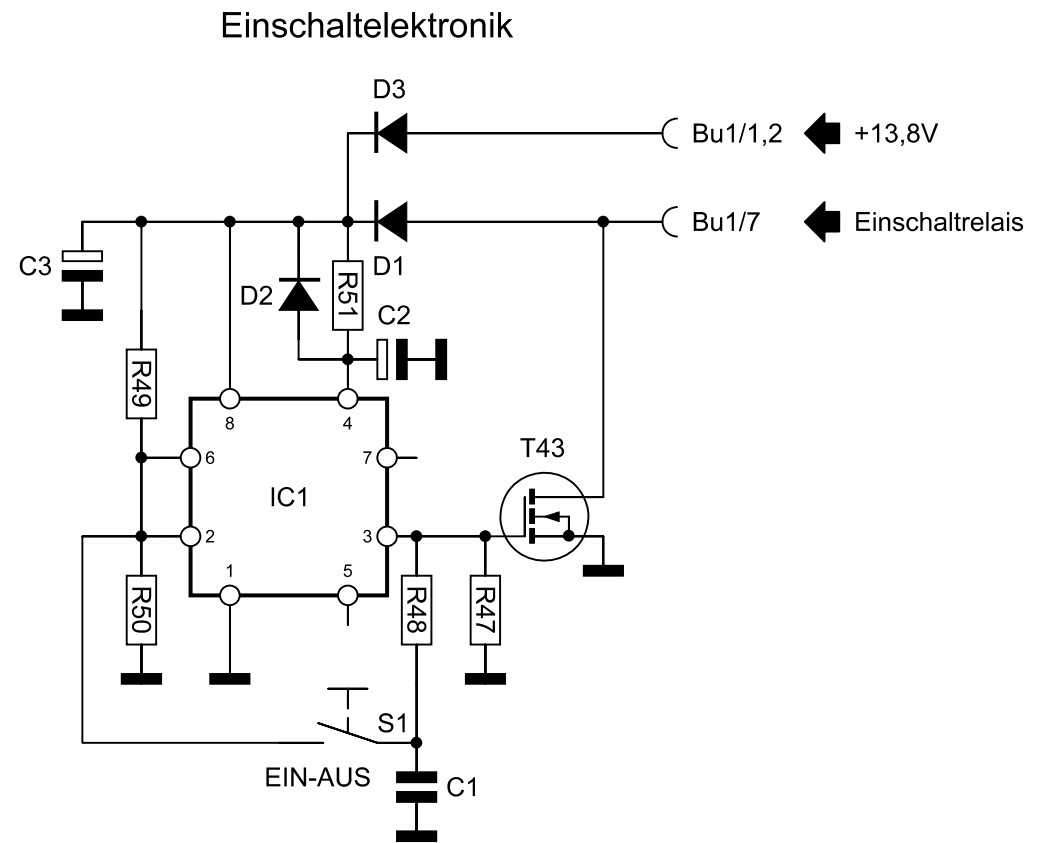 Einschaltelektronik
D3
Bu1/1,2
+13,8V
Bu1/7
Einschaltrelais
C3
D1
D2
R51
C2
R49
8
4
T43
6
7
IC1
2
3
1
5
R50
R48
R47
S1
EIN-AUS
C1